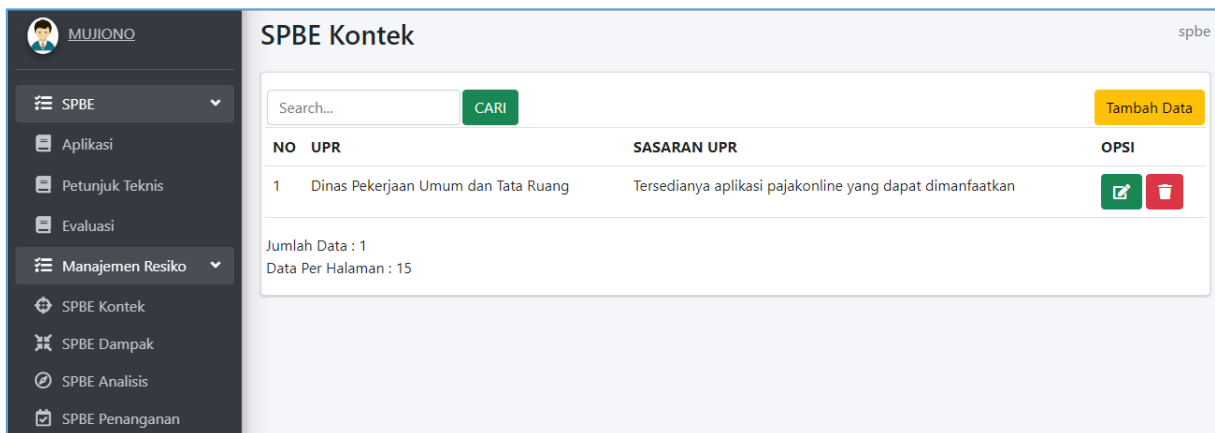 MUJIONO
SPBE
Aplikasi
Petunjuk Teknis
Evaluasi
Manajemen Resiko
SPBE Kontek
SPBE Dampak
SPBE Analisis
SPBE Penanganan
SPBE Kontek
spbe
Search...
CARI
Tambah Data
NO UPR SASARAN UPR OPSI
1 Dinas Pekerjaan Umum dan Tata Ruang Tersedianya aplikasi pajakonline yang dapat dimanfaatkan
Jumlah Data : 1
Data Per Halaman : 15